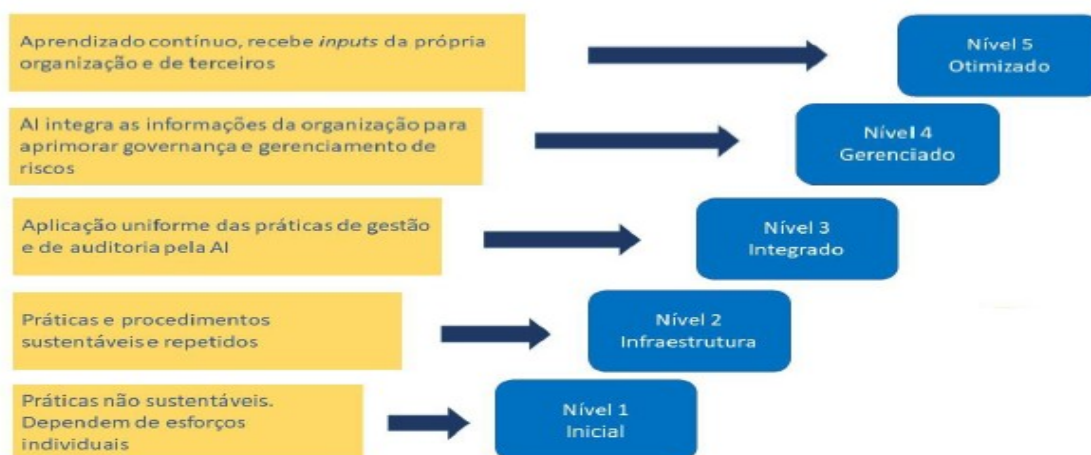 Aprendizado contínuo, recebe inputs da própria
organização e de terceiros
Nível 5
Otimizado
AI integra as informações da organização para
aprimorar governança e gerenciamento de
riscos
Nível 4
Gerenciado
Aplicação uniforme das práticas de gestão
e de auditoria pela AI
Nível 3
Integrado
Práticas e procedimentos
sustentáveis e repetidos
Nível 2
Infraestrutura
Práticas não sustentáveis.
Dependem de esforços
individuais
Nível 1
Inicial